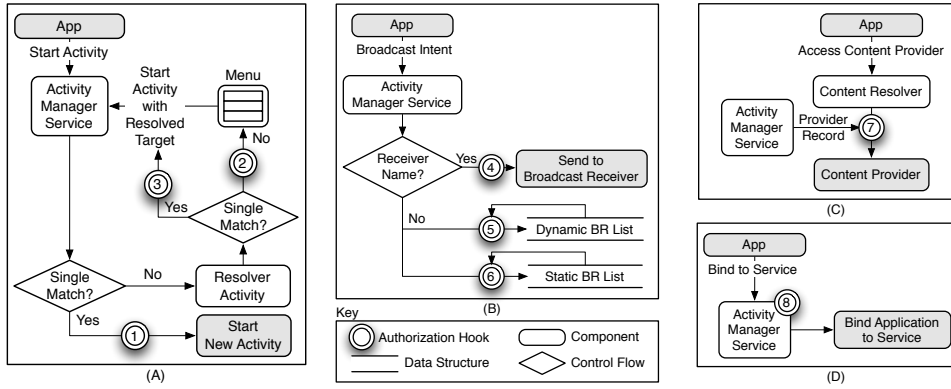 App
Start Activity
Activity
Manager
Service
Start
Activity
with
Resolved
Target
Menu
No
2
3
Yes
Single
Match?
Single
Match?
No
Resolver
Activity
Yes
1
Start
New Activity
(A)
App
Broadcast Intent
Activity
Manager Service
Receiver
Name?
Yes
4
Send to
Broadcast Receiver
No
5
Dynamic BR List
6
Static BR List
(B)
Key
Authorization Hook
Component
Data Structure
Control Flow
App
Access Content Provider
Content Resolver
Activity
Manager
Service
Provider
Record
7
Content Provider
(C)
App
Bind to Service
8
Activity
Manager
Service
Bind Application
to Service
(D)